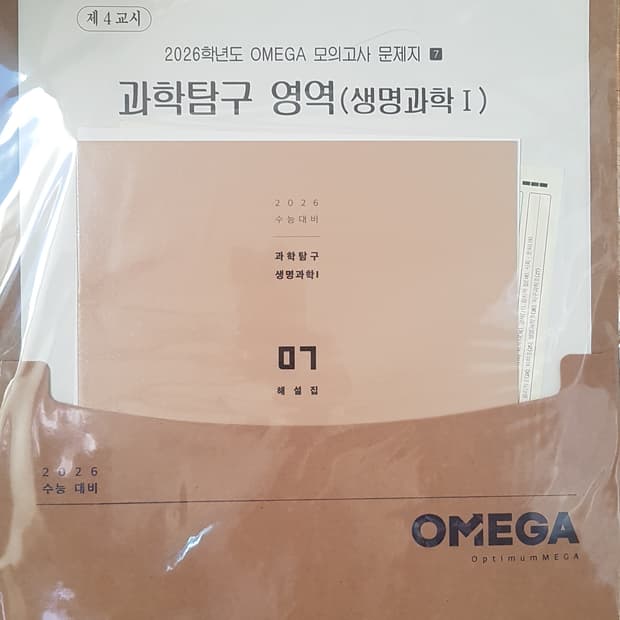 제 4 교시
2026학년도 OMEGA 모의고사 문제지 7
과학탐구 영역(생명과학 I)
2026
수능대비
과학탐구
생명과학I
07
해설집
2026
수능 대비
OMEGA
OptimumMEGA